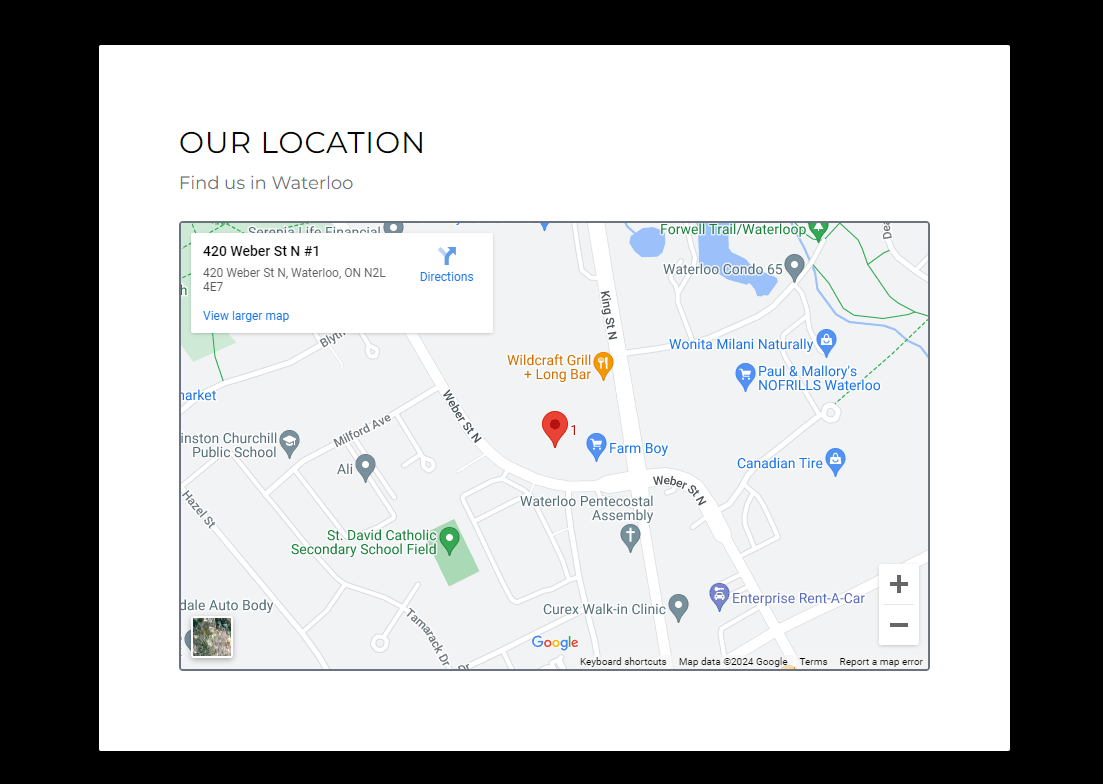 OUR LOCATION
Find us in Waterloo
420 Weber St N #1
420 Weber St N, Waterloo, ON N2L
4E7
Directions
View larger map
Serenia Life Financial
Forwell Trail/Waterloop
Waterloo Condo 65
King St N
Wonita Milani Naturally
Wildcraft Grill
+ Long Bar
Paul & Mallory's
NOFRILLS Waterloo
Weber St N
Milford Ave
1
Farm Boy
Public School
Ali
Canadian Tire
Weber St N
Waterloo Pentecostal
Assembly
Hazel St
St. David Catholic
Secondary School Field
Enterprise Rent-A-Car
Auto Body
Curex Walk-in Clinic
Tamarack Dr
Google
Keyboard shortcuts
Map data ©2024 Google
Terms
Report a map error